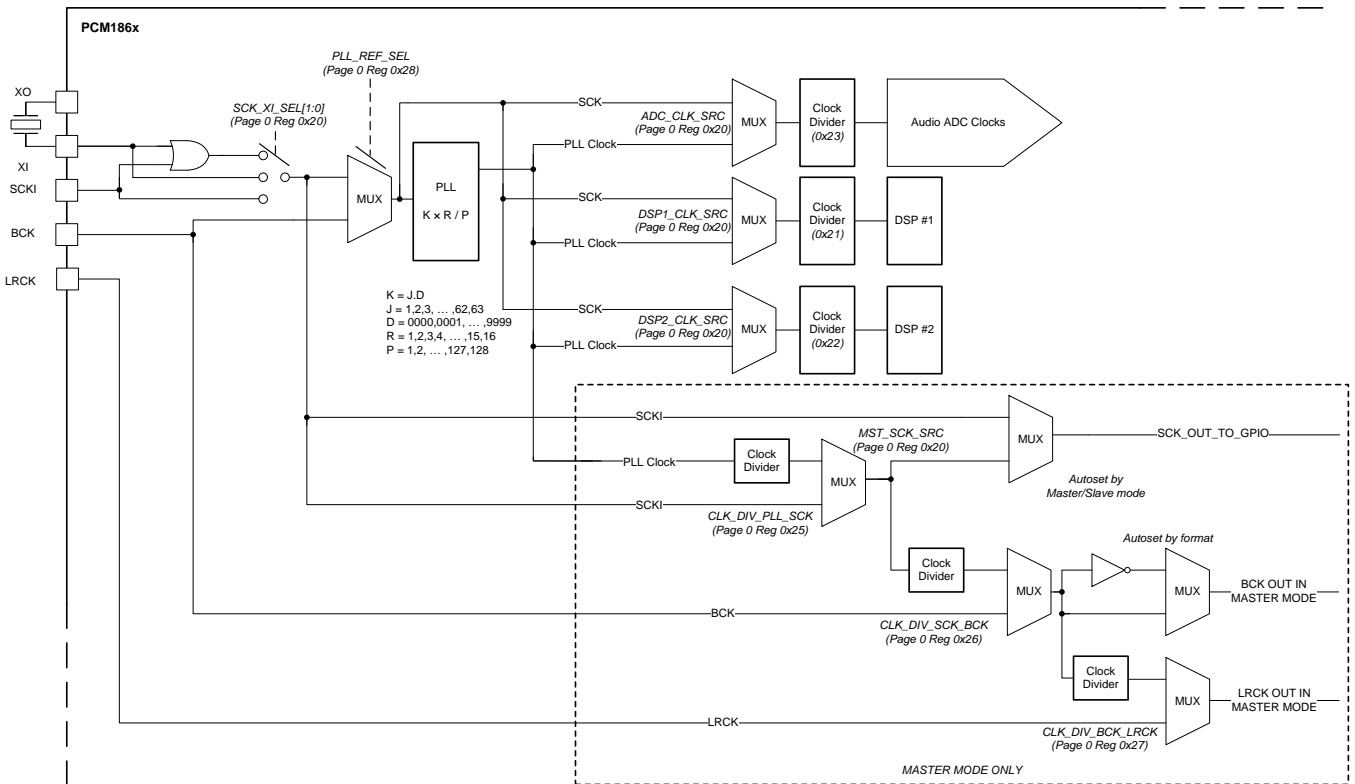 PCM186x
PLL_REF_SEL
(Page 0 Reg 0x28)
XO
SCK_XI_SEL[1:0]
(Page 0 Reg 0x20)
XI
SCKI
BCK
LRCK
MUX
PLL
K × R / P
K = J.D
J = 1,2,3, … ,62,63
D = 0000,0001, … ,9999
R = 1,2,3,4, … ,15,16
P = 1,2, … ,127,128
SCK
ADC_CLK_SRC
(Page 0 Reg 0x20)
PLL Clock
MUX
Clock
Divider
(0x23)
Audio ADC Clocks
SCK
DSP1_CLK_SRC
(Page 0 Reg 0x20)
PLL Clock
MUX
Clock
Divider
(0x21)
DSP #1
SCK
DSP2_CLK_SRC
(Page 0 Reg 0x20)
PLL Clock
MUX
Clock
Divider
(0x22)
DSP #2
SCKI
MST_SCK_SRC
(Page 0 Reg 0x20)
MUX
SCK_OUT_TO_GPIO
Autoset by
Master/Slave mode
PLL Clock
Clock
Divider
MUX
SCKI
CLK_DIV_PLL_SCK
(Page 0 Reg 0x25)
Autoset by format
Clock
Divider
MUX
MUX
BCK OUT IN
MASTER MODE
BCK
CLK_DIV_SCK_BCK
(Page 0 Reg 0x26)
Clock
Divider
MUX
LRCK OUT IN
MASTER MODE
LRCK
CLK_DIV_BCK_LRCK
(Page 0 Reg 0x27)
MASTER MODE ONLY